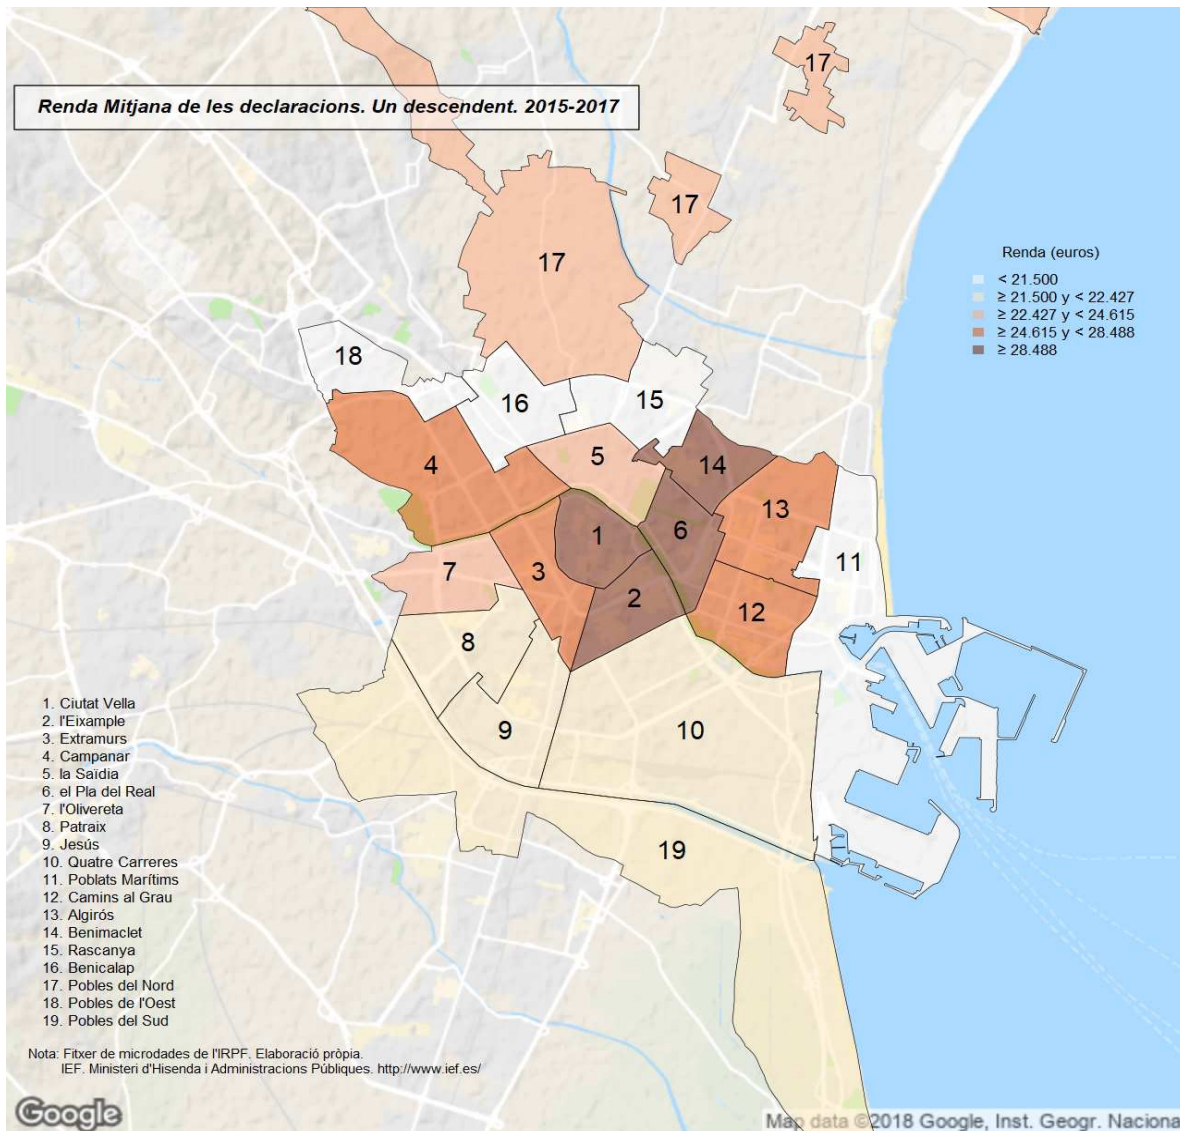 17
Renda Mitjana de les declaracions. Un descendent. 2015-2017
17
17
Renda (euros)
< 21.500
≥ 21.500 y < 22.427
≥ 22.427 y < 24.615
≥ 24.615 y < 28.488
≥ 28.488
18
16
15
4
5
14
13
6
1
11
7
3
2
12
8
9
10
19
1. Ciutat Vella
2. l'Eixample
3. Extramurs
4. Campanar
5. la Saïdia
6. el Pla del Real
7. l'Olivereta
8. Patraix
9. Jesús
10. Quatre Carreres
11. Poblats Marítims
12. Camins al Grau
13. Algirós
14. Benimaclet
15. Rascanya
16. Benicalap
17. Pobles del Nord
18. Pobles de l'Oest
19. Pobles del Sud
Nota: Fitxer de microdades de l'IRPF. Elaboració pròpia.
IEF. Ministeri d'Hisenda i Administracions Públiques. http://www.ief.es/
Google
Map data ©2018 Google, Inst. Geogr. Naciona